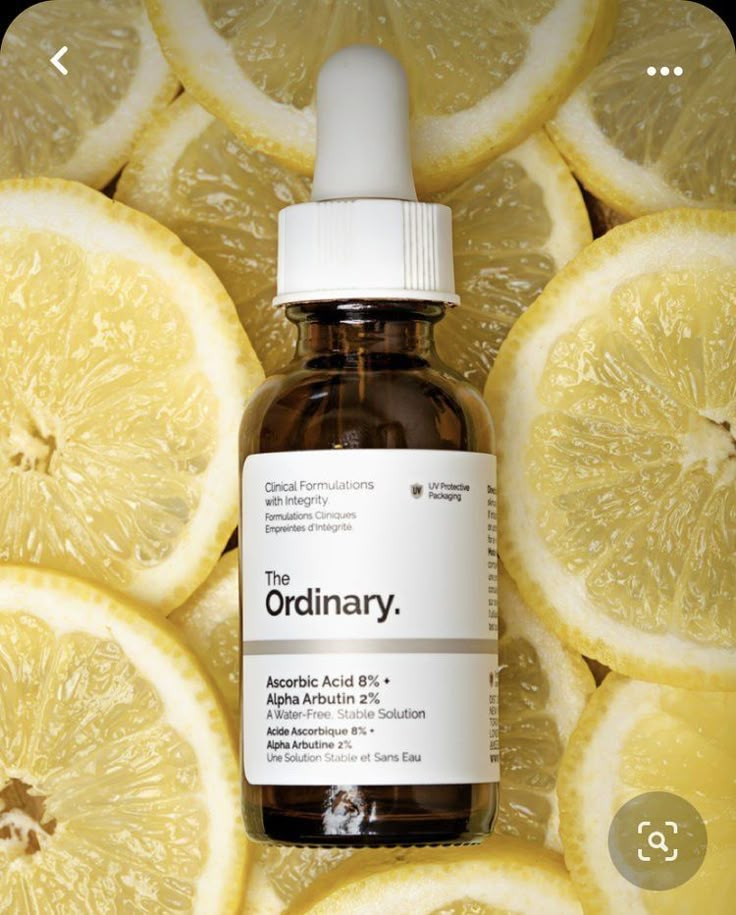 Clinical Formulations
with Integrity.
Formulations Cliniques
Empreintes d'Intégrité.
UV
UV Protective
Packaging
The
Ordinary.
Ascorbic Acid 8% +
Alpha Arbutin 2%
A Water-Free, Stable Solution
Acide Ascorbique 8% +
Alpha Arbutine 2%
Une Solution Stable et Sans Eau